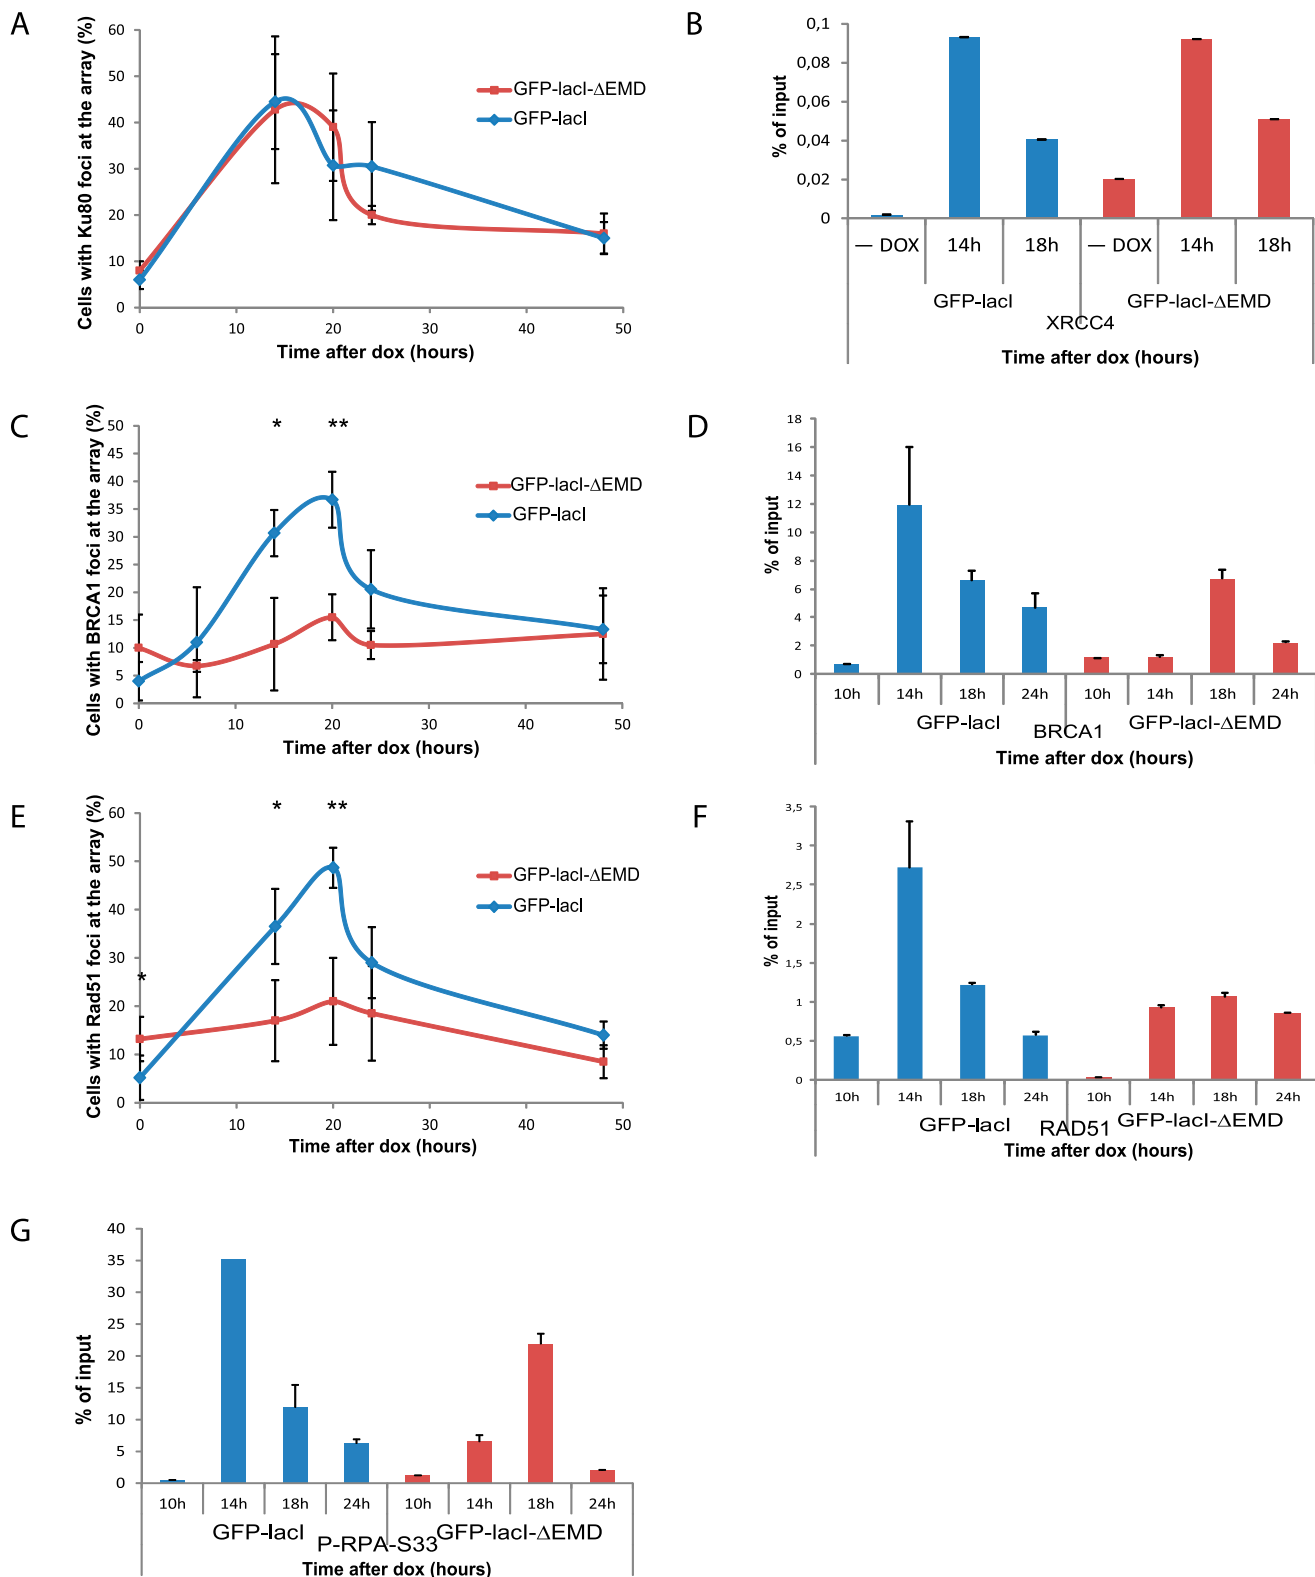 A
Cells with Ku80 foci at the array (%)
60
50
40
30
20
10
0
0 10 20 30 40 50
Time after dox (hours)
GFP-lacI-ΔEMD
GFP-lacI
B
% of input
0,1
0,08
0,06
0,04
0,02
0
— DOX 14h 18h — DOX 14h 18h
GFP-lacI GFP-lacI-ΔEMD
XRCC4
Time after dox (hours)
C
Cells with BRCA1 foci at the array (%)
50
45
40
35
30
25
20
15
10
5
0
0 10 20 30 40 50
Time after dox (hours)
* **
GFP-lacI-ΔEMD
GFP-lacI
D
% of input
18
16
14
12
10
8
6
4
2
0
10h 14h 18h 24h 10h 14h 18h 24h
GFP-lacI GFP-lacI-ΔEMD
BRCA1
Time after dox (hours)
E
Cells with Rad51 foci at the array (%)
60
50
40
30
20
10
0
0 10 20 30 40 50
Time after dox (hours)
* * **
GFP-lacI-ΔEMD
GFP-lacI
F
% of input
3,5
3
2,5
2
1,5
1
0,5
0
10h 14h 18h 24h 10h 14h 18h 24h
GFP-lacI GFP-lacI-ΔEMD
RAD51
Time after dox (hours)
G
% of input
40
35
30
25
20
15
10
5
0
10h 14h 18h 24h 10h 14h 18h 24h
GFP-lacI GFP-lacI-ΔEMD
P-RPA-S33
Time after dox (hours)